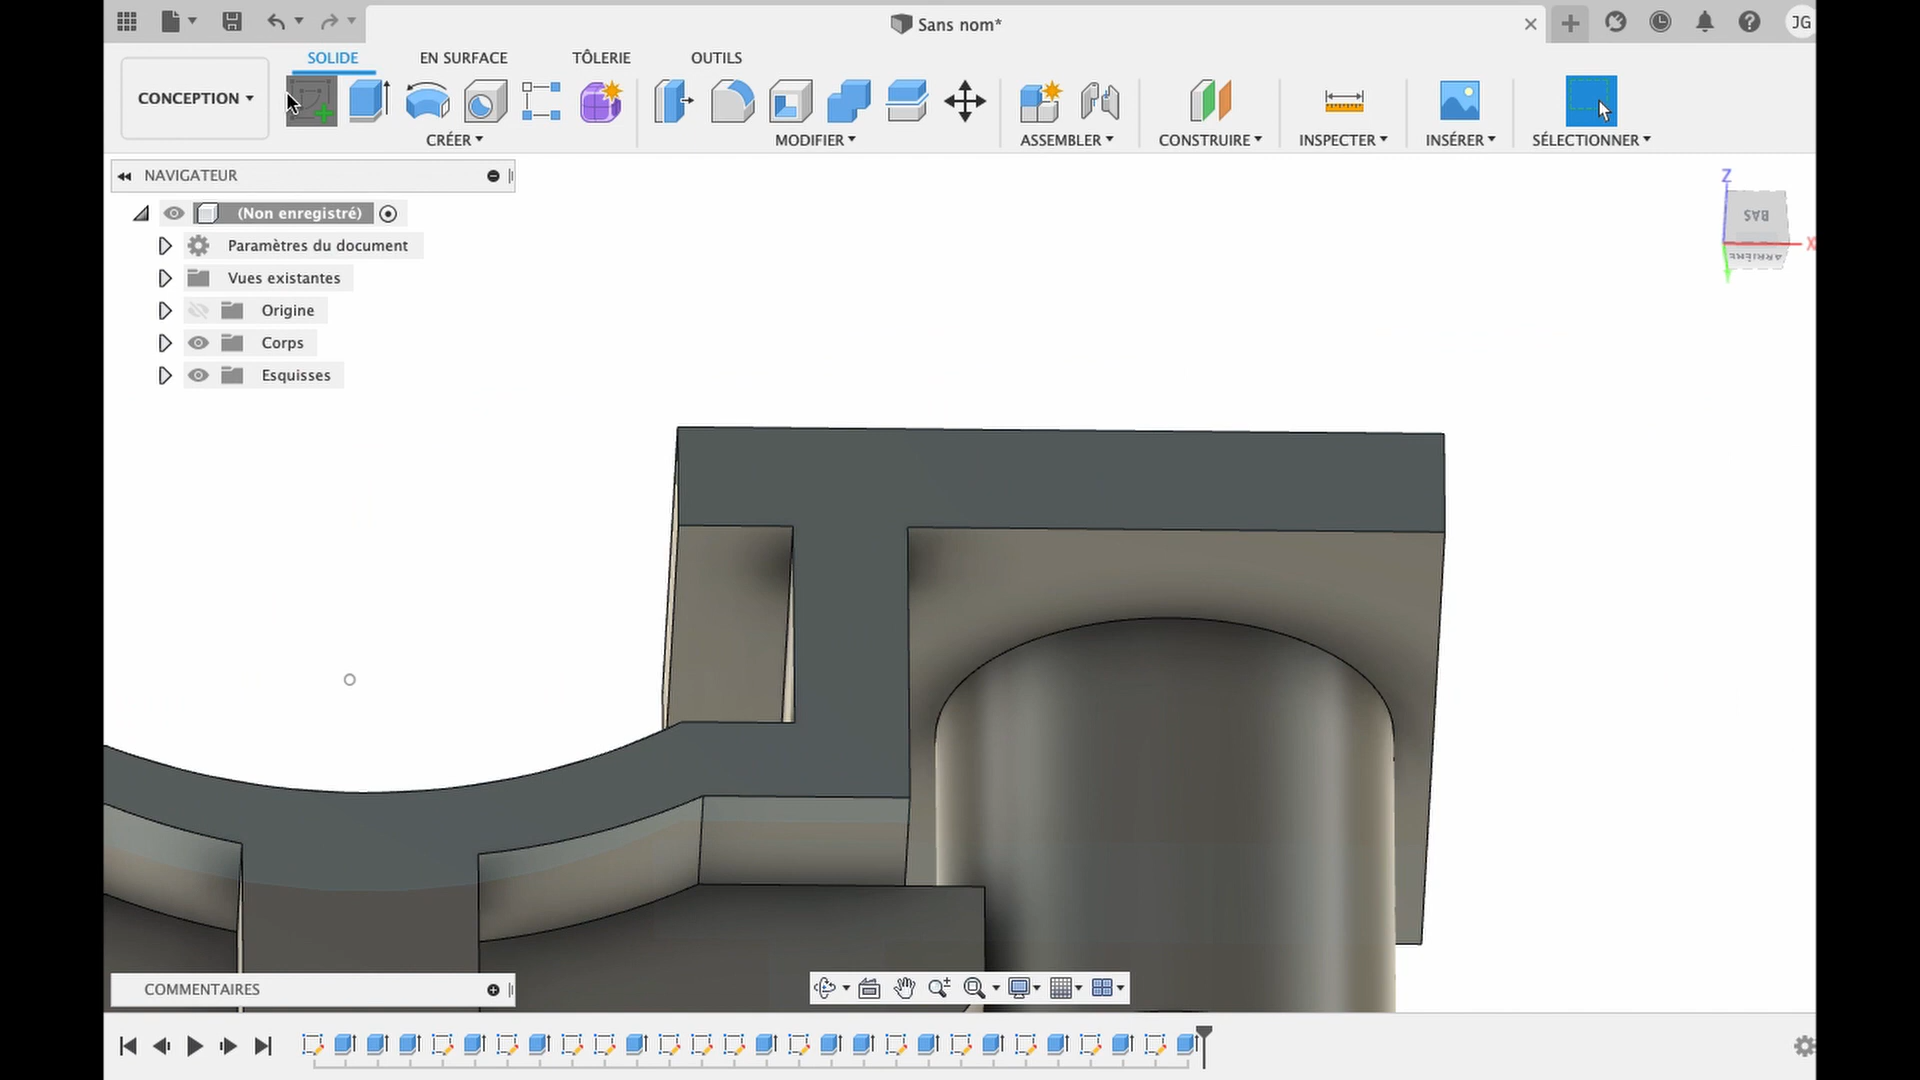 Sans nom*
JG
SOLIDE
EN SURFACE
TÔLERIE
OUTILS
CONCEPTION
CRÉER
MODIFIER
ASSEMBLER
CONSTRUIRE
INSPECTER
INSÉRER
SÉLECTIONNER
NAVIGATEUR
(Non enregistré)
Paramètres du document
Vues existantes
Origine
Corps
Esquisses
Z
BAS
X
ARRIÈRE
COMMENTAIRES